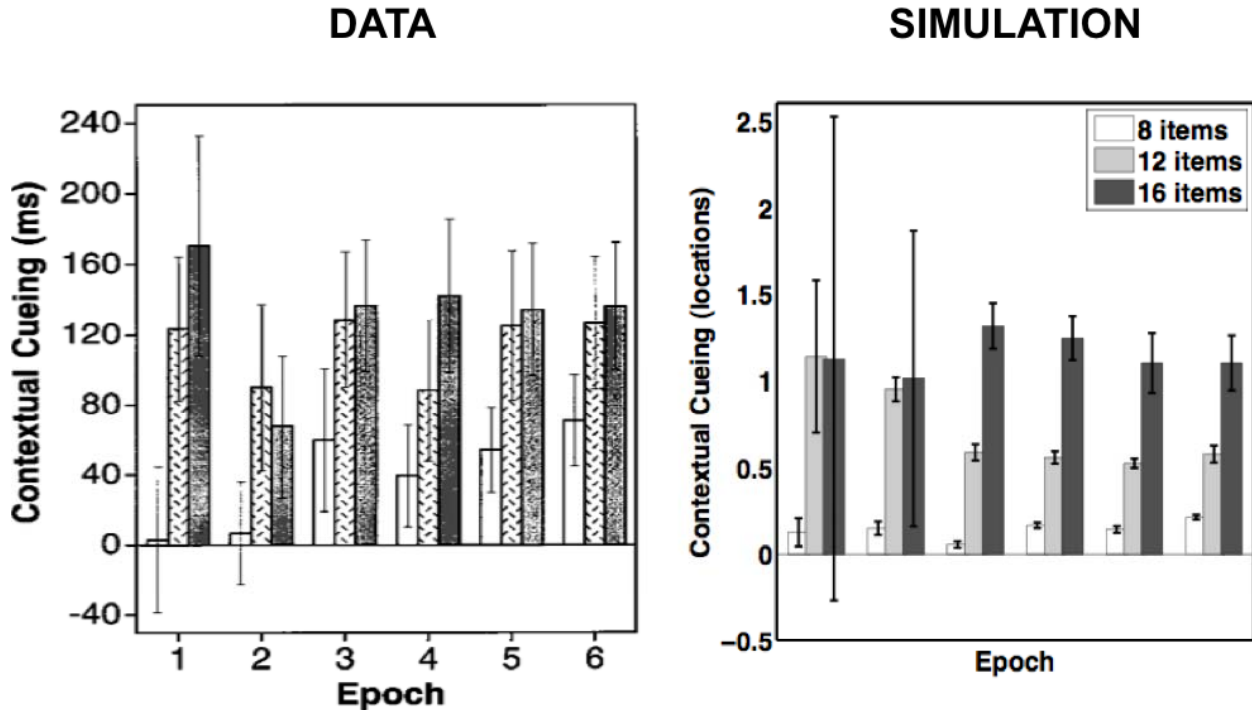 DATA
SIMULATION
Contextual Cueing (ms)
240
200
160
120
80
40
0
-40
1 2 3 4 5 6
Epoch
Contextual Cueing (locations)
2.5
2
1.5
1
0.5
0
-0.5
8 items
12 items
16 items
Epoch